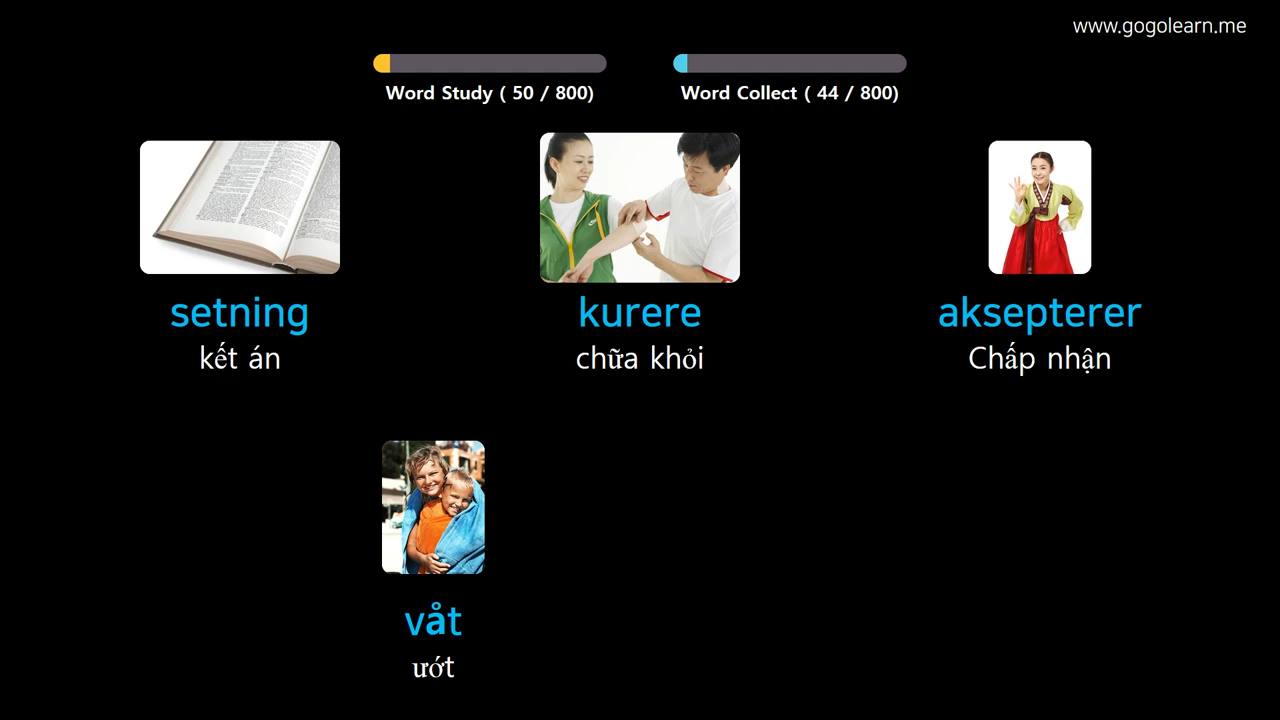 www.gogolearn.me
Word Study ( 50 / 800)
Word Collect ( 44 / 800)
setning
kurere
aksepterer
kết án
chữa khỏi
Chấp nhận
våt
ướt